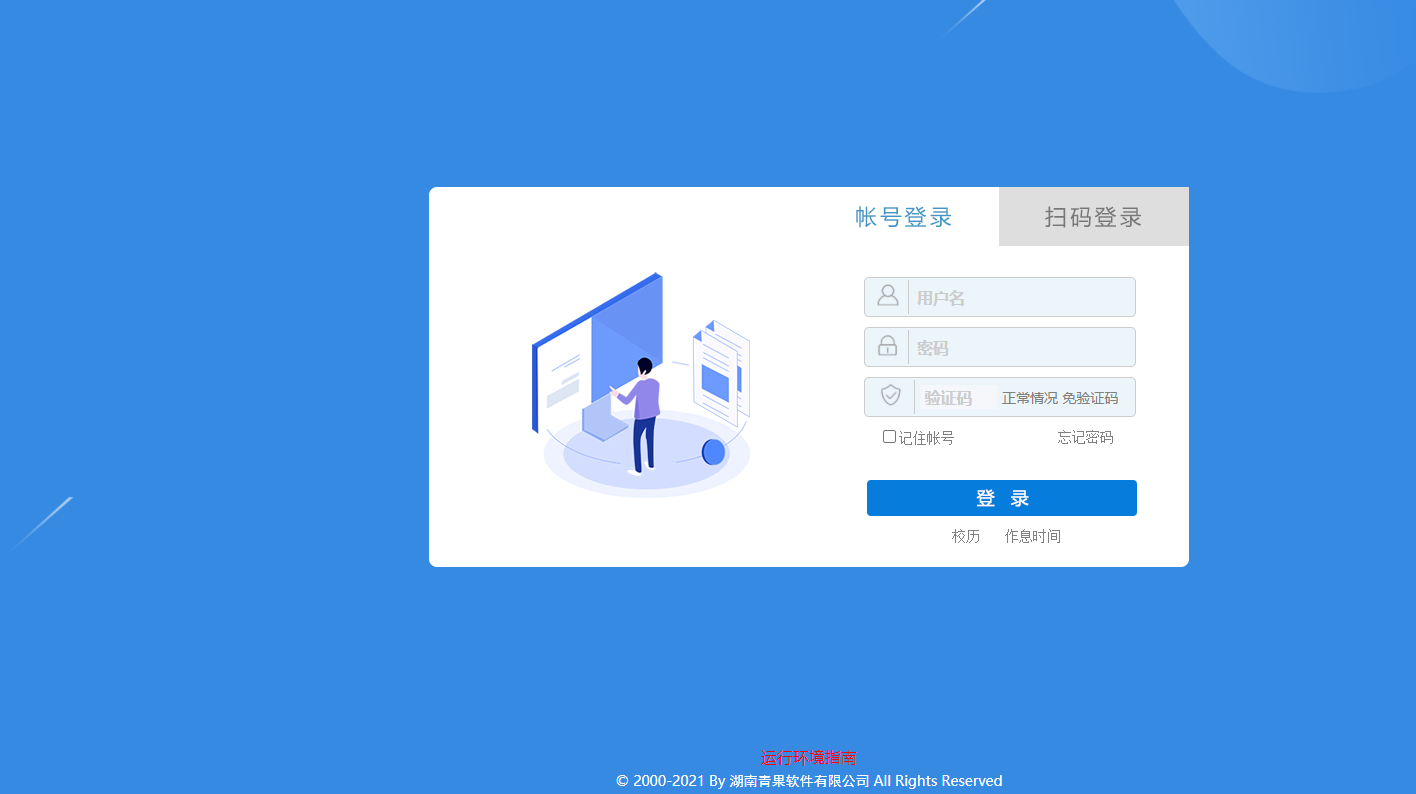 帐号登录 扫码登录
用户名
密码
验证码 正常情况 免验证码
记住帐号 忘记密码
登 录
校历 作息时间
运行环境指南
© 2000-2021 By 湖南青果软件有限公司 All Rights Reserved